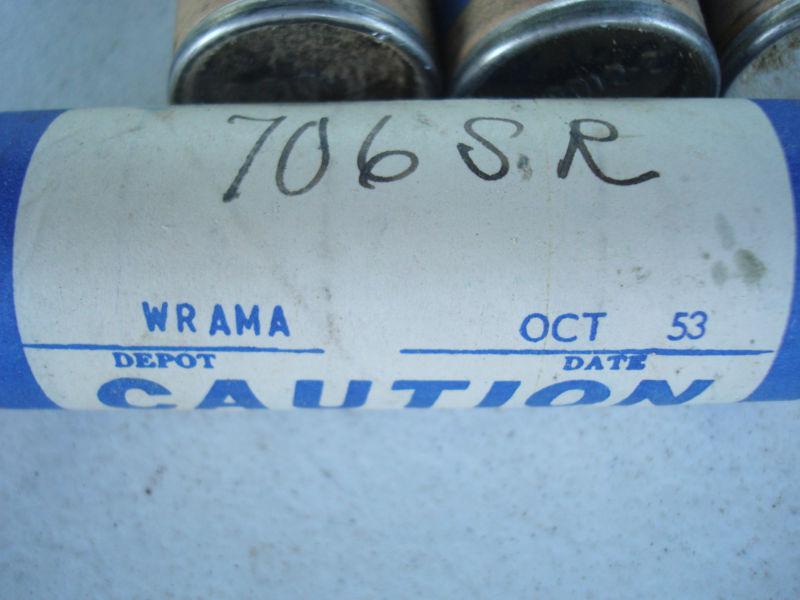 706 S.R
WRAMA OCT 53
DEPOT DATE
CAUTION